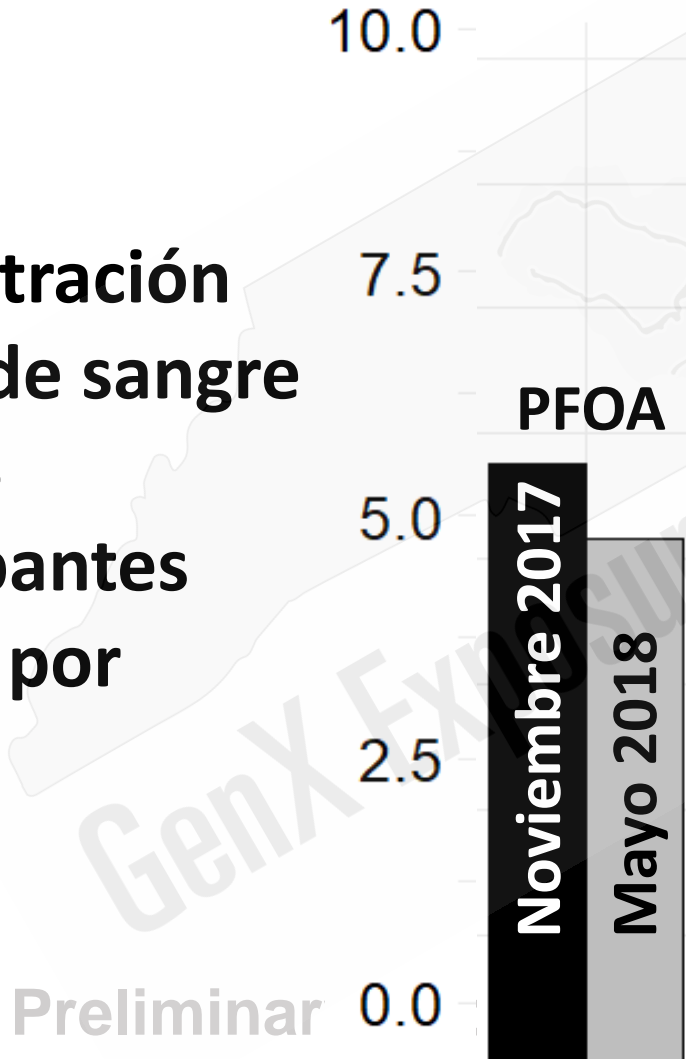 10.0
tración
7.5
de sangre
PFOA
5.0
pantes
por
2.5
Noviembre 2017
Mayo 2018
GenX Exposur
Preliminar
0.0